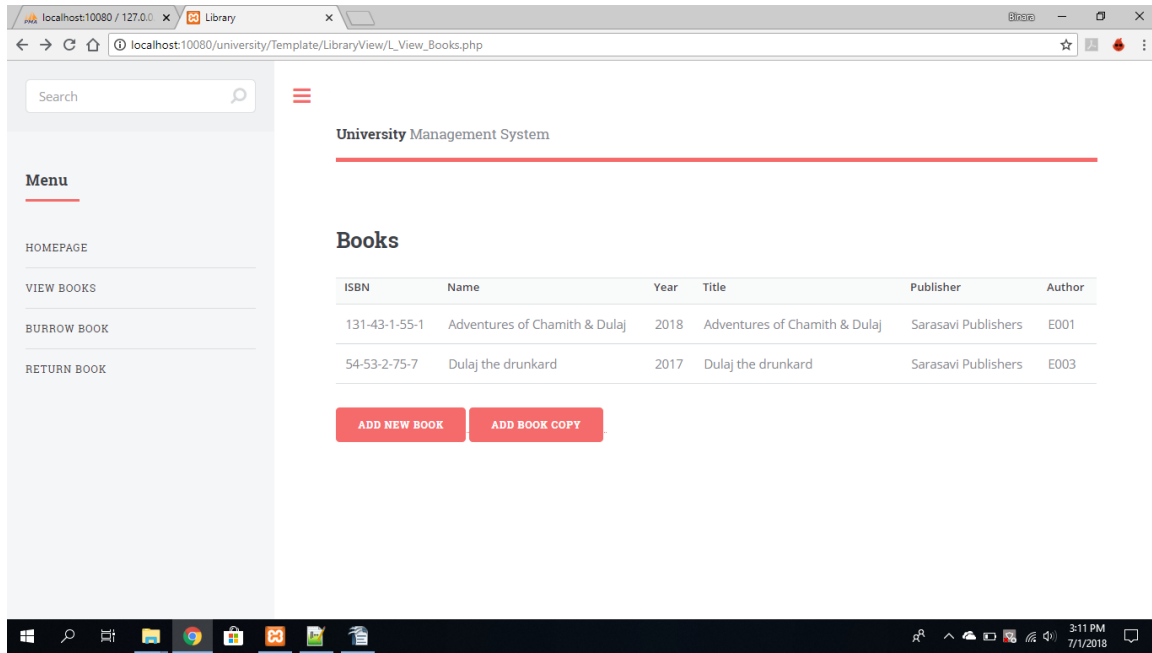 localhost:10080 / 127.0.0
Library
Binara
localhost:10080/university/Template/LibraryView/L_View_Books.php
Search
University Management System
Menu
HOMEPAGE
VIEW BOOKS
BURROW BOOK
RETURN BOOK
Books
ISBN Name Year Title Publisher Author
131-43-1-55-1 Adventures of Chamith & Dulaj 2018 Adventures of Chamith & Dulaj Sarasavi Publishers E001
54-53-2-75-7 Dulaj the drunkard 2017 Dulaj the drunkard Sarasavi Publishers E003
ADD NEW BOOK ADD BOOK COPY
3:11 PM
7/1/2018